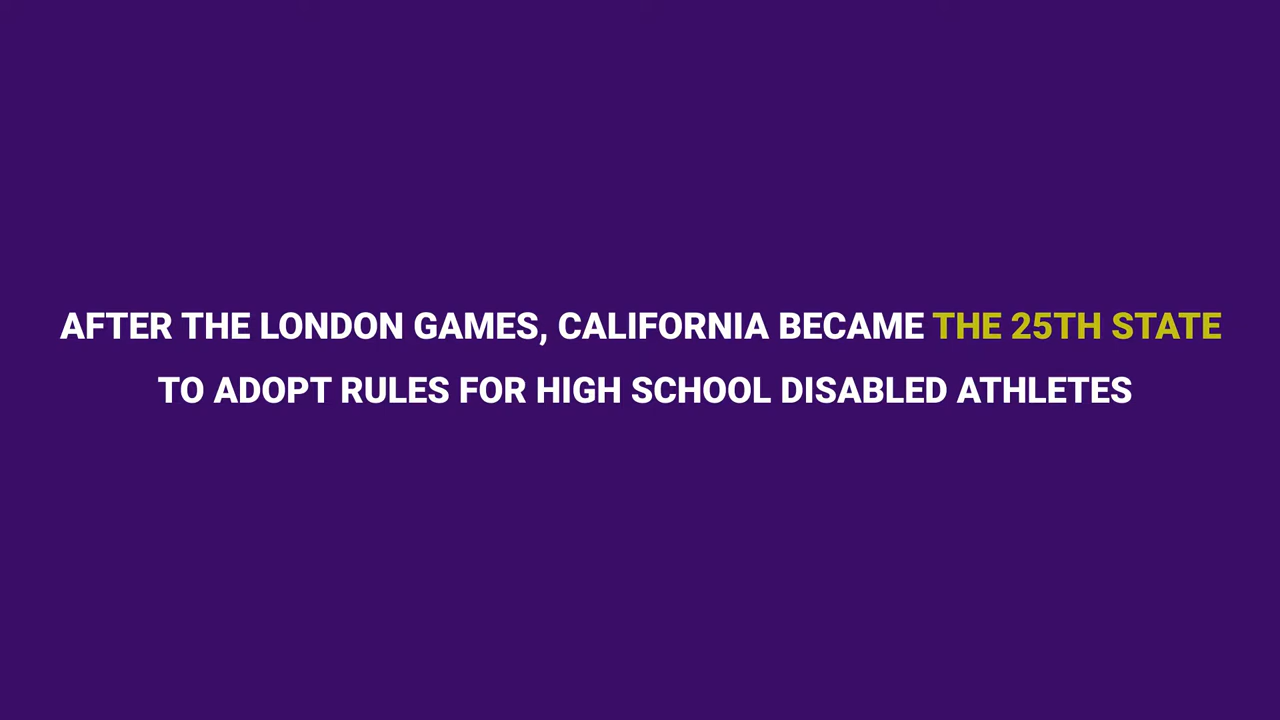 AFTER THE LONDON GAMES, CALIFORNIA BECAME THE 25TH STATE
TO ADOPT RULES FOR HIGH SCHOOL DISABLED ATHLETES